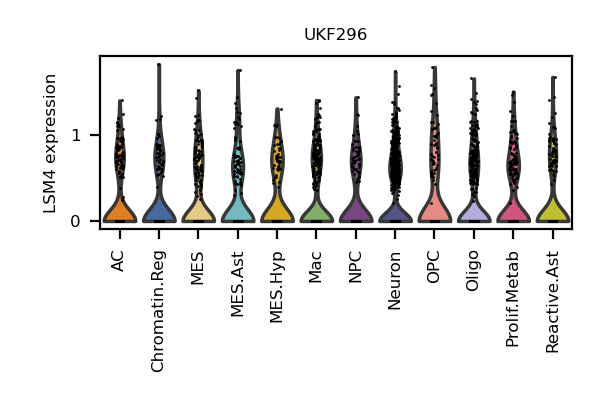 UKF296
LSM4 expression
1
0
AC
Chromatin.Reg
MES
MES.Ast
MES.Hyp
Mac
NPC
Neuron
OPC
Oligo
Prolif.Metab
Reactive.Ast